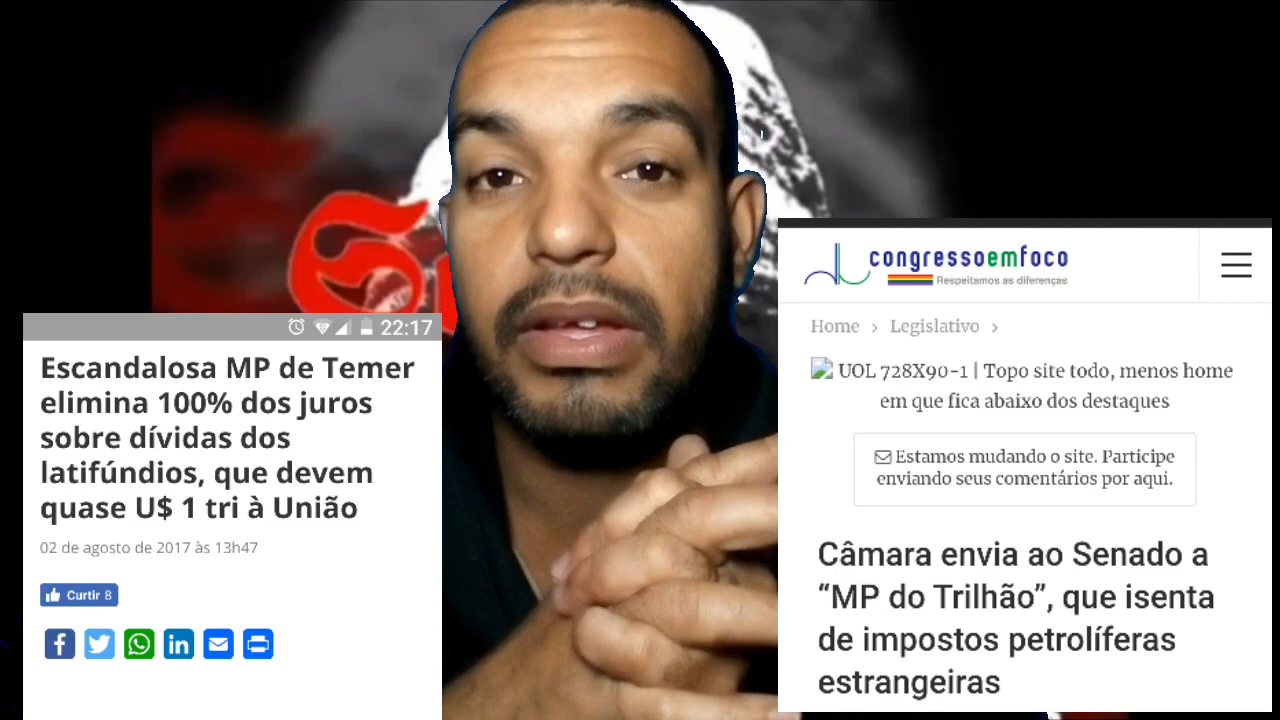 22:17
Escandalosa MP de Temer
elimina 100% dos juros
sobre dívidas dos
latifúndios, que devem
quase U$ 1 tri à União
02 de agosto de 2017 às 13h47
Curtir 8
congressoemfoco
Respeitamos as diferenças
Home > Legislativo >
UOL 728X90-1 | Topo site todo, menos home
em que fica abaixo dos destaques
Estamos mudando o site. Participe
enviando seus comentários por aqui.
Câmara envia ao Senado a
“MP do Trilhão”, que isenta
de impostos petrolíferas
estrangeiras